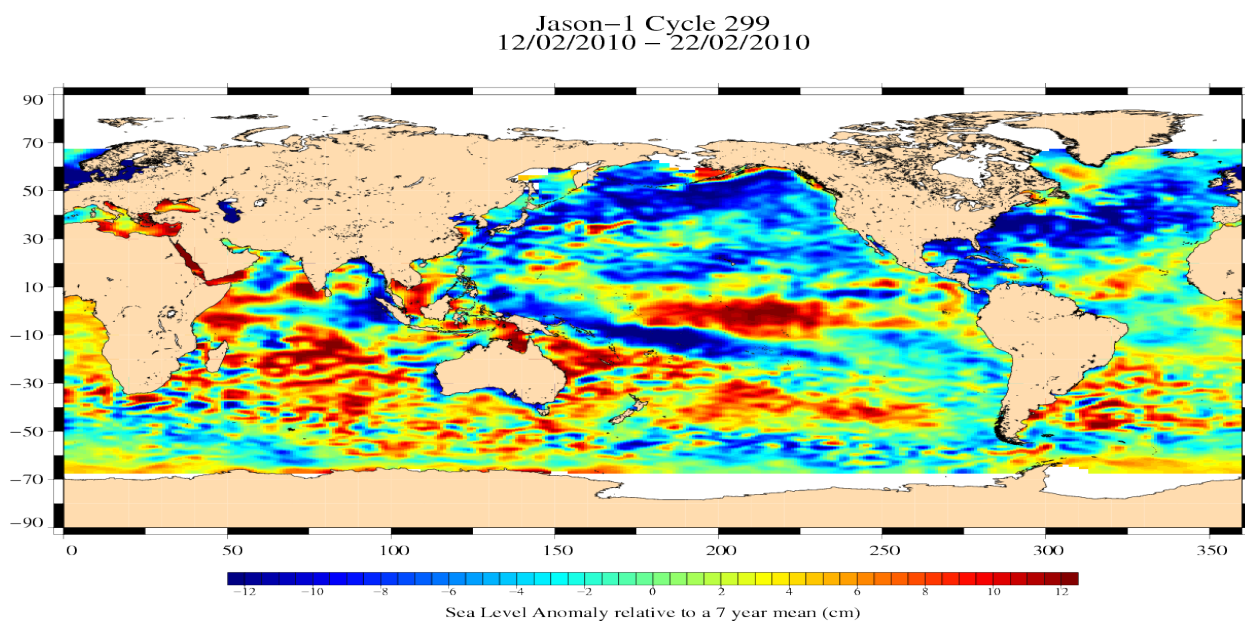 Jason−1 Cycle 299
12/02/2010 − 22/02/2010
90
70
50
30
10
−10
−30
−50
−70
−90
0 50 100 150 200 250 300 350
−12 −10 −8 −6 −4 −2 0 2 4 6 8 10 12
Sea Level Anomaly relative to a 7 year mean (cm)